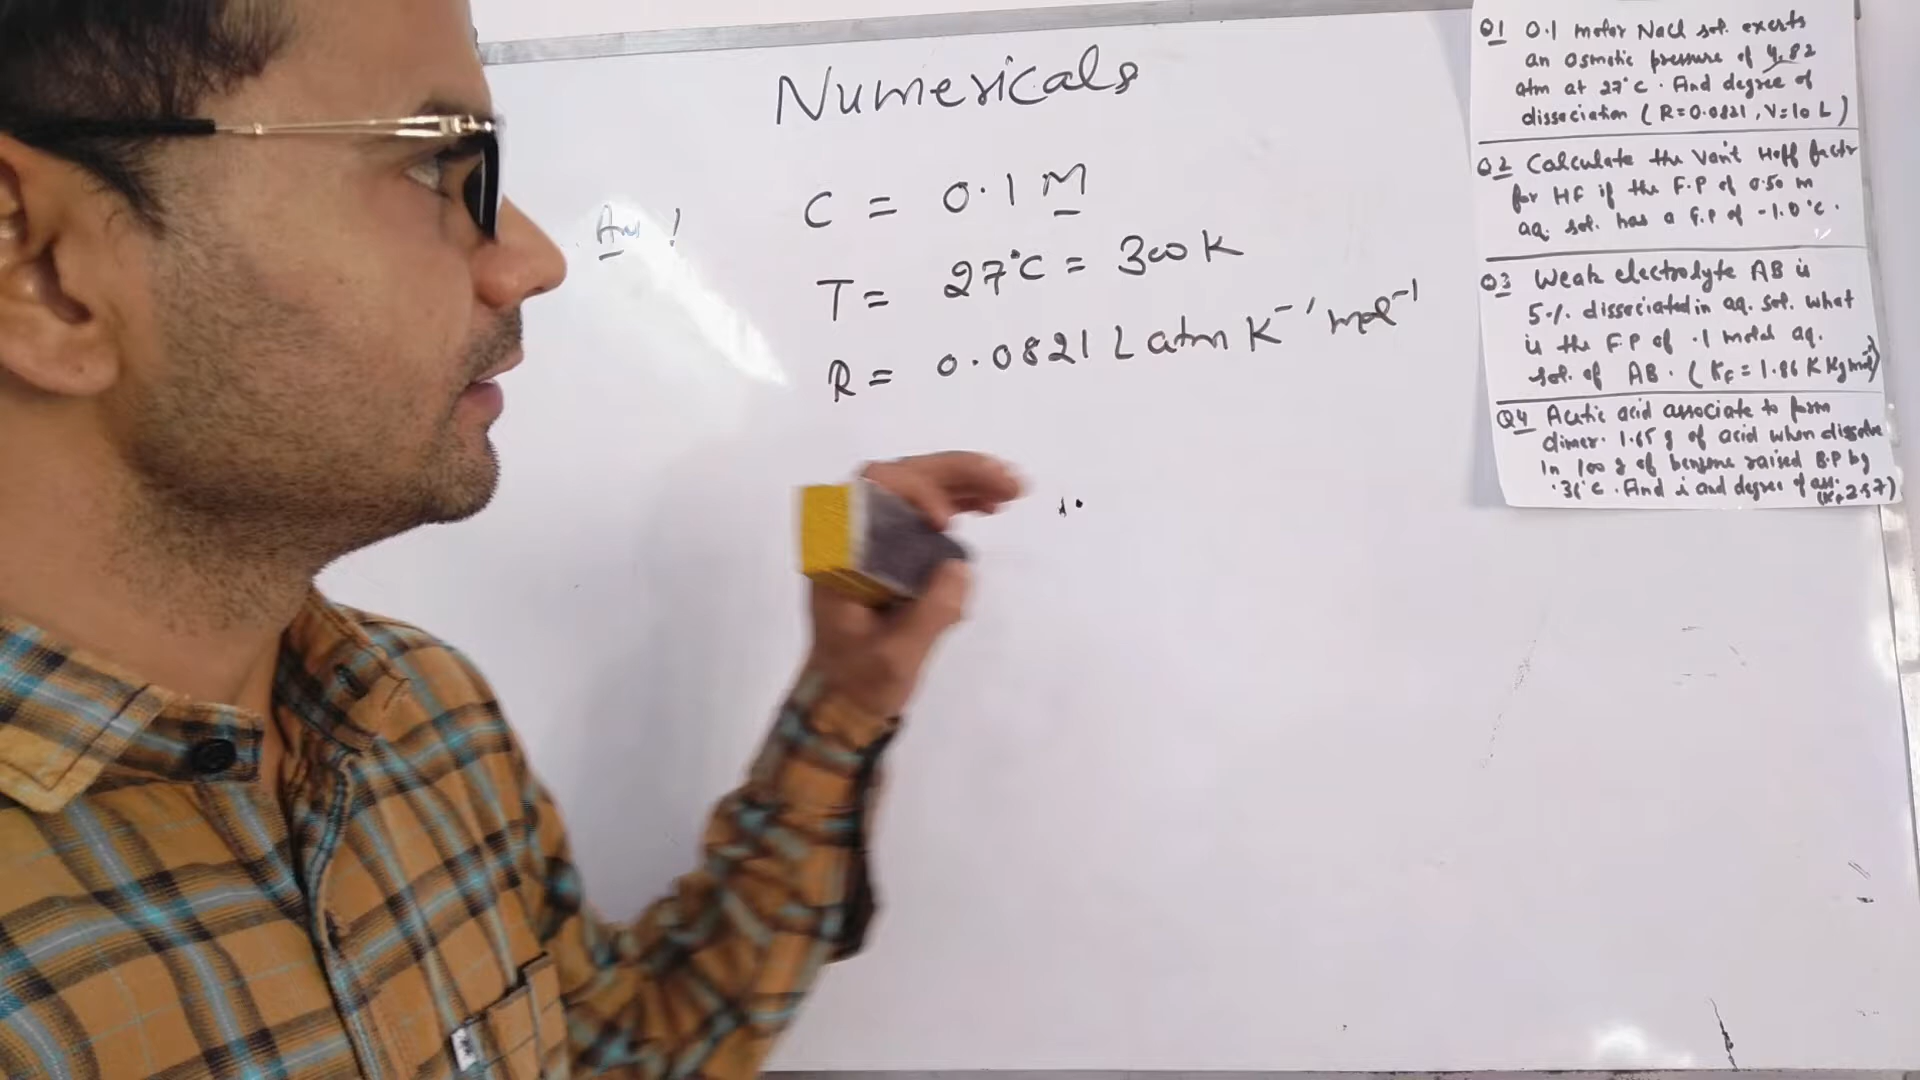 Numericals
Ans !
C = 0.1 M
T = 27°C = 300 K
R = 0.0821 L atm K⁻¹ mol⁻¹
Q1 0.1 molar NaCl sol. exerts
an osmotic pressure of 4.82
atm at 27°C. Find degree of
dissociation ( R=0.0821, V=10 L )
Q2 Calculate the Van't Hoff factor
for HF if the F.P of 0.50 m
aq. sol. has a F.P of -1.0°C.
Q3 Weak electrolyte AB is
5.%. dissociated in aq. sol. what
is the F.P of .1 molal aq.
sol. of AB. ( KF = 1.86 K Kg mol⁻¹)
Q4 Acetic acid associate to form
dimer. 1.65 g of acid when dissolve
in 100 g of benzene raised B.P by
.36°C. Find i and degree of ass.
2.57)